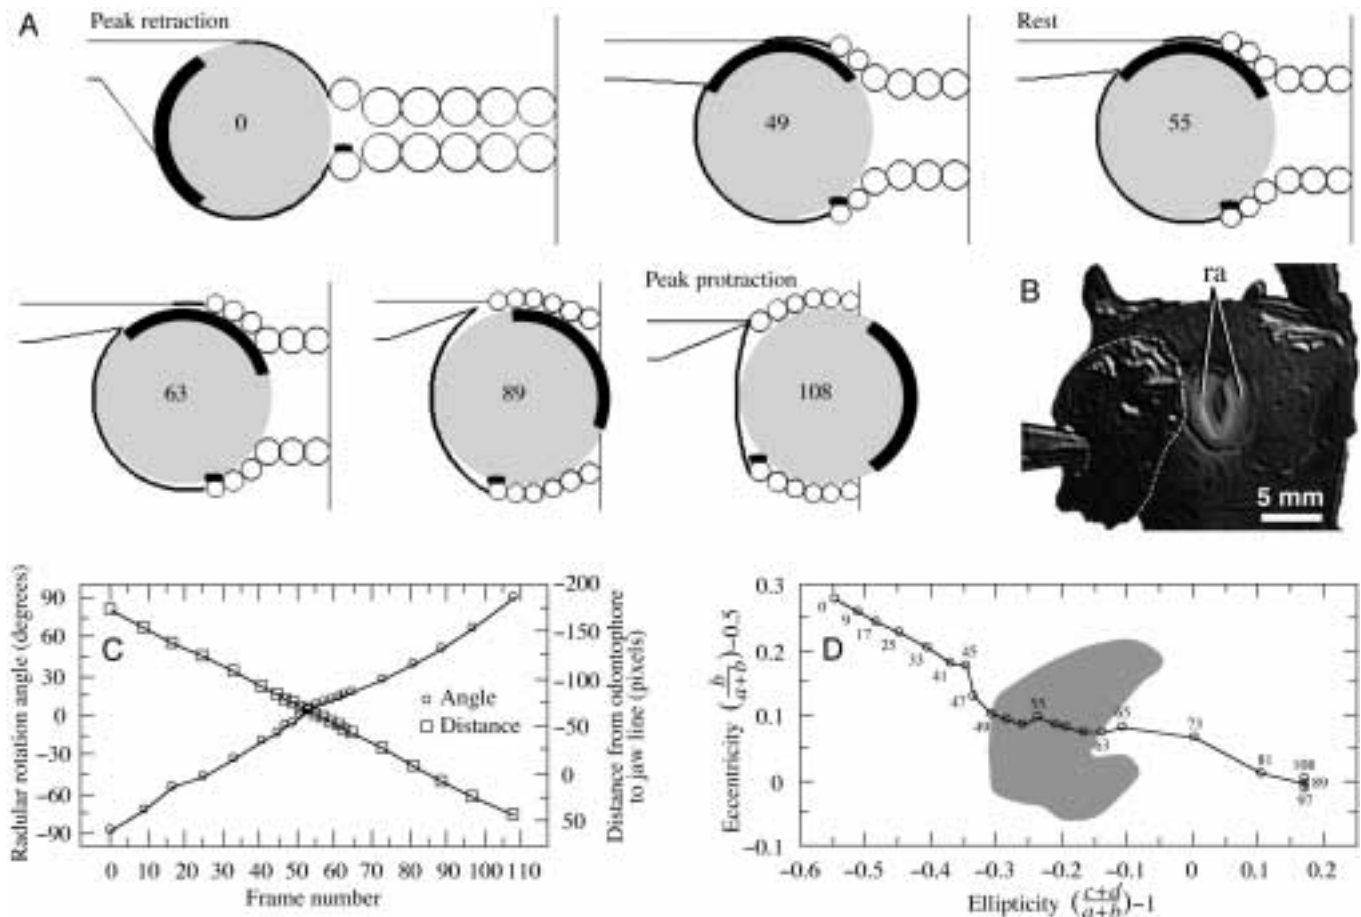 A
Peak retraction
Rest
0
49
55
Peak protraction
63
89
108
B
ra
5 mm
C
Radular rotation angle (degrees)
90
60
30
0
−30
−60
−90
Angle
Distance
−200
−150
−100
−50
0
50
Distance from odontophore
to jaw line (pixels)
0 10 20 30 40 50 60 70 80 90 100 110
Frame number
D
Eccentricity (b/a+b)−0.5
0.3
0.2
0.1
0
−0.1
0
9
17
25
33
41
45
47
49
55
63
65
73
81
108
89
97
−0.6 −0.5 −0.4 −0.3 −0.2 −0.1 0 0.1 0.2
Ellipticity (c+d/a+b)−1